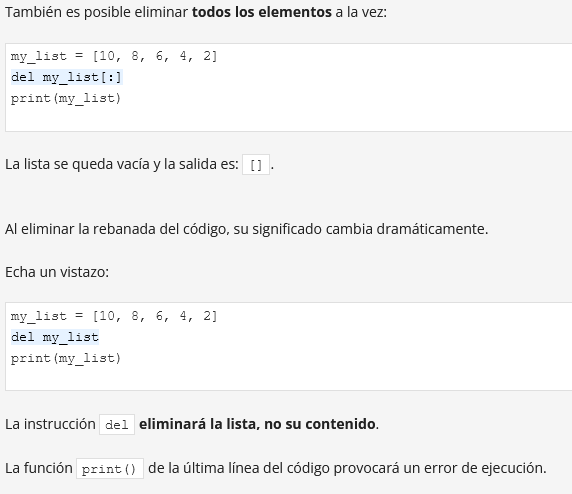 También es posible eliminar todos los elementos a la vez:
my_list = [10, 8, 6, 4, 2]
del my_list[:]
print(my_list)
La lista se queda vacía y la salida es: [].
Al eliminar la rebanada del código, su significado cambia dramáticamente.
Echa un vistazo:
my_list = [10, 8, 6, 4, 2]
del my_list
print(my_list)
La instrucción del eliminará la lista, no su contenido.
La función print() de la última línea del código provocará un error de ejecución.